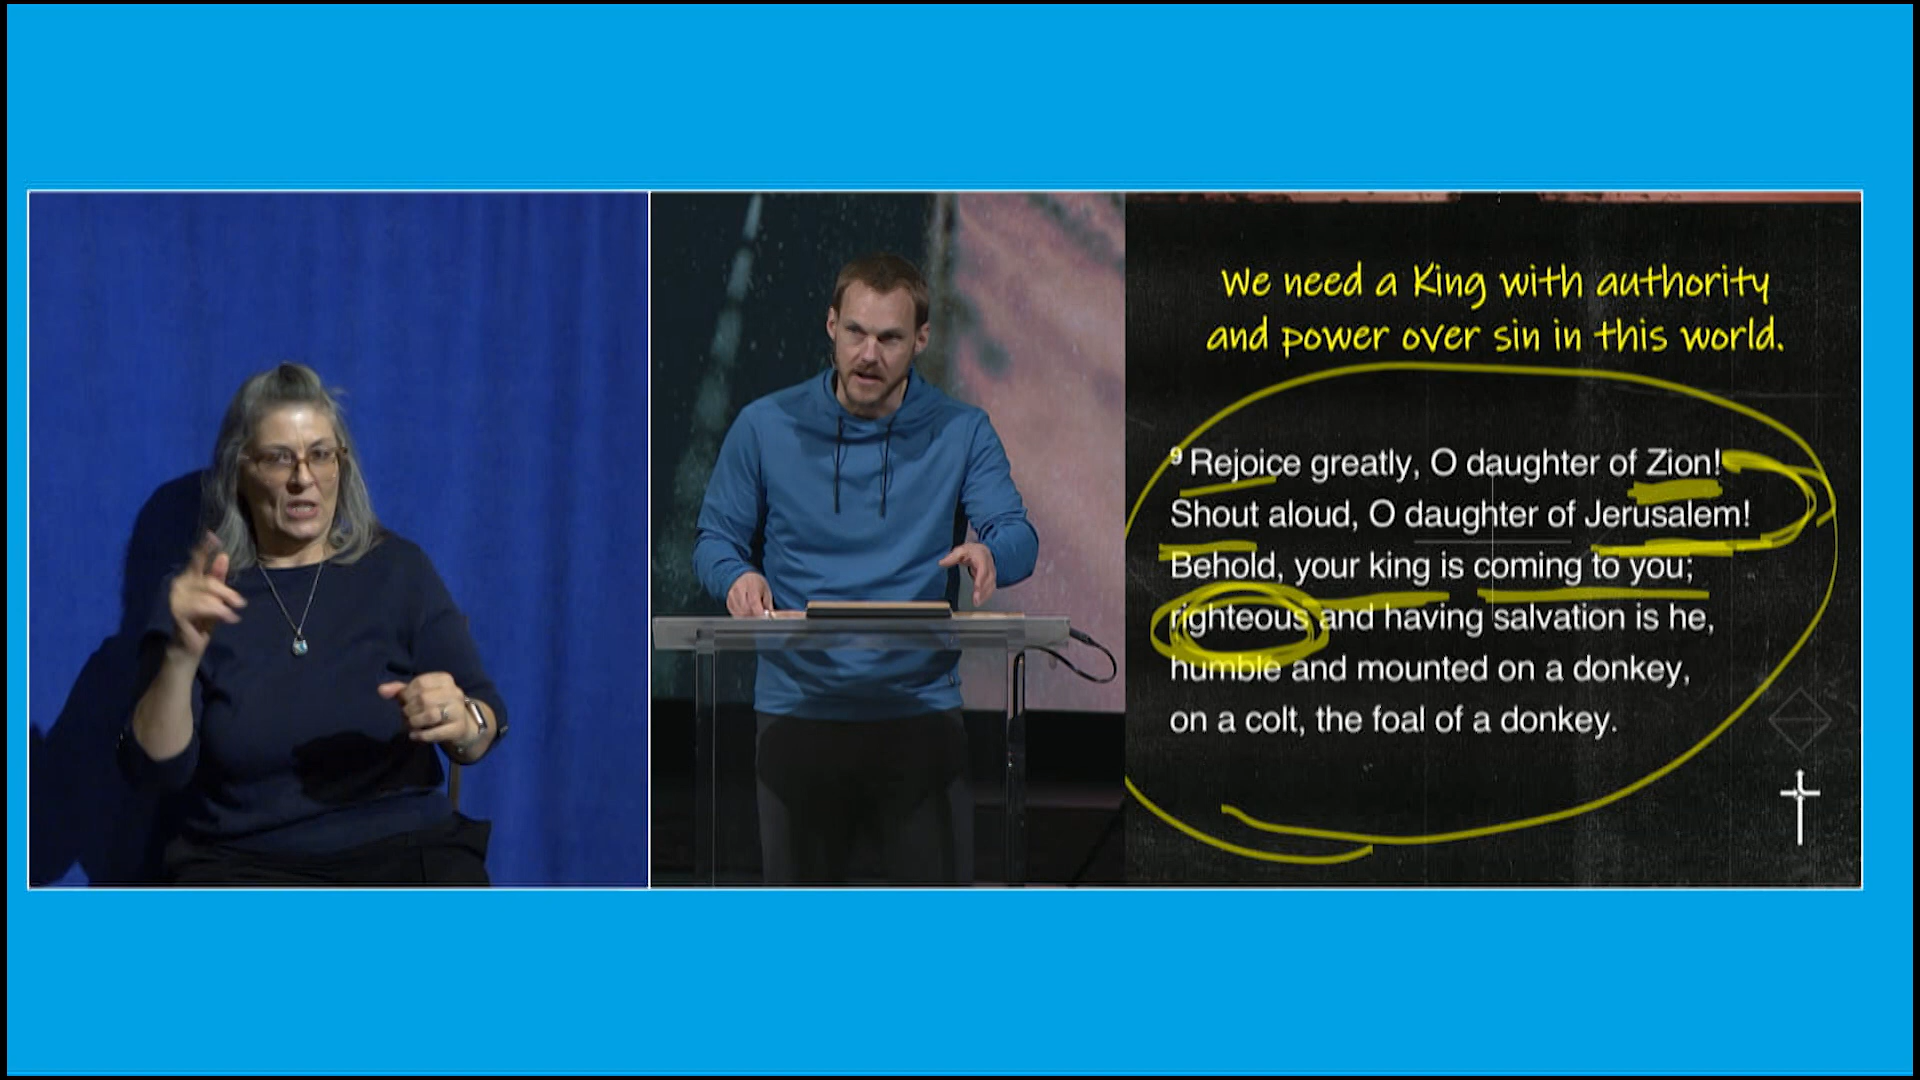 We need a King with authority
and power over sin in this world.
9 Rejoice greatly, O daughter of Zion!
Shout aloud, O daughter of Jerusalem!
Behold, your king is coming to you;
righteous and having salvation is he,
humble and mounted on a donkey,
on a colt, the foal of a donkey.